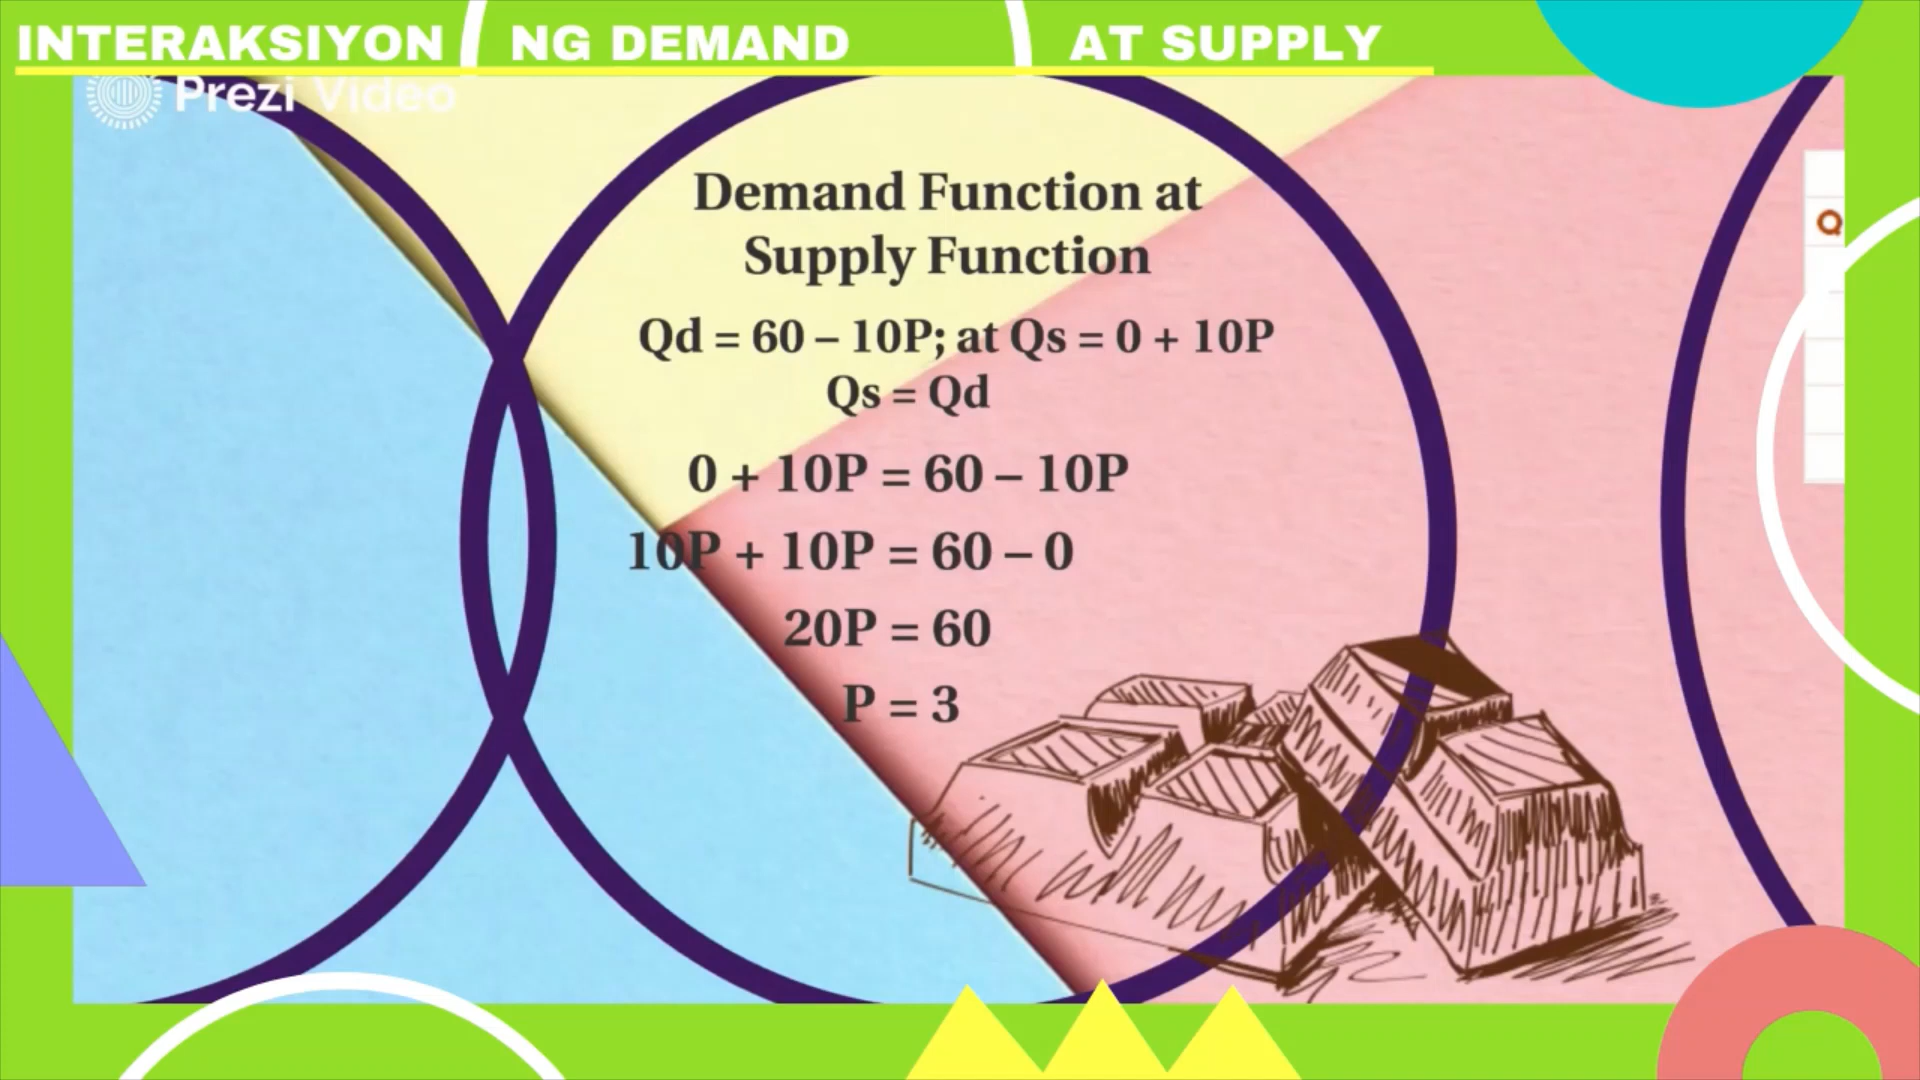 INTERAKSIYON NG DEMAND AT SUPPLY
Prezi Video
Demand Function at
Supply Function
Qd = 60 – 10P; at Qs = 0 + 10P
Qs = Qd
0 + 10P = 60 – 10P
10P + 10P = 60 – 0
20P = 60
P = 3
Q